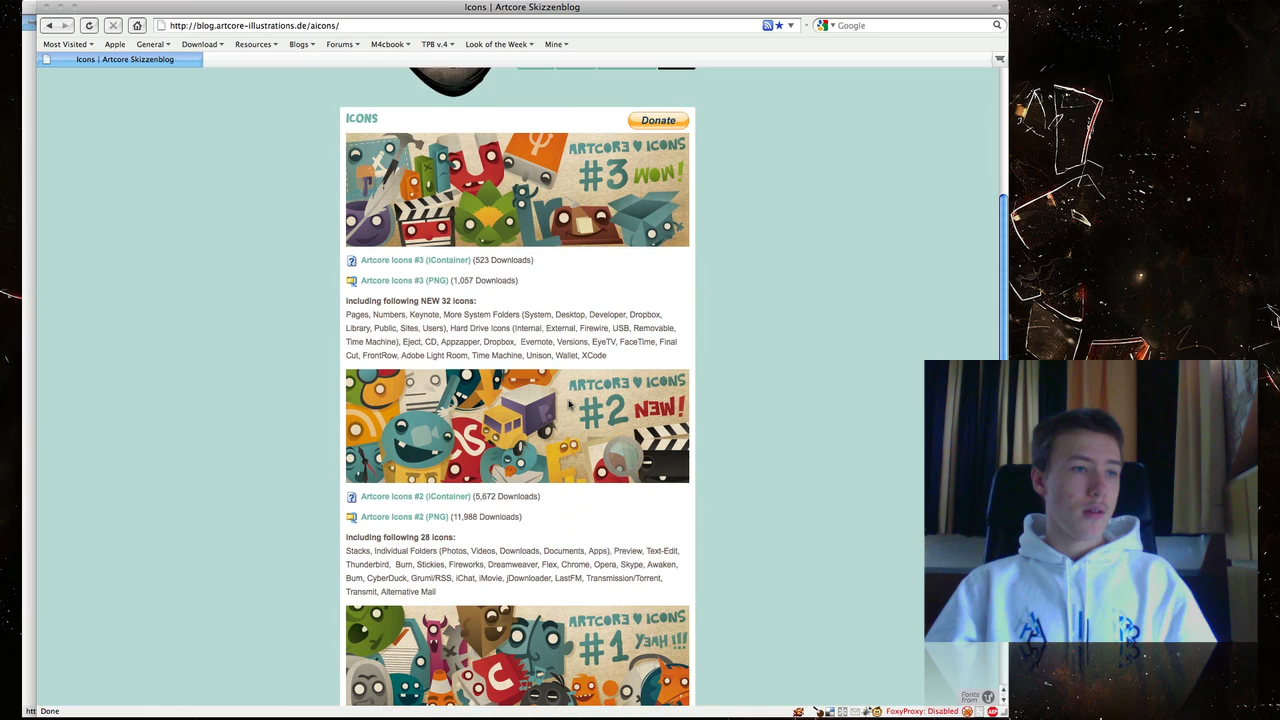 Icons | Artcore Skizzenblog
http://blog.artcore-illustrations.de/aicons/
Google
Most Visited
Apple
General
Download
Resources
Blogs
Forums
M4cbook
TPB v.4
Look of the Week
Mine
Icons | Artcore Skizzenblog
ICONS
Donate
ARTCORE ICONS
#3 WOW!
Artcore Icons #3 (iContainer) (523 Downloads)
Artcore Icons #3 (PNG) (1,057 Downloads)
including following NEW 32 icons:
Pages, Numbers, Keynote, More System Folders (System, Desktop, Developer, Dropbox,
Library, Public, Sites, Users), Hard Drive Icons (Internal, External, Firewire, USB, Removable,
Time Machine), Eject, CD, Appzapper, Dropbox, Evernote, Versions, EyeTV, FaceTime, Final
Cut, FrontRow, Adobe Light Room, Time Machine, Unison, Wallet, XCode
ARTCORE ICONS
#2 NEW!
Artcore Icons #2 (iContainer) (5,672 Downloads)
Artcore Icons #2 (PNG) (11,988 Downloads)
including following 28 icons:
Stacks, Individual Folders (Photos, Videos, Downloads, Documents, Apps), Preview, Text-Edit,
Thunderbird, Burn, Stickies, Fireworks, Dreamweaver, Flex, Chrome, Opera, Skype, Awaken,
Burn, CyberDuck, Gruml/RSS, iChat, iMovie, jDownloader, LastFM, Transmission/Torrent,
Transmit, Alternative Mail
ARTCORE ICONS
#1 YEAH !!!
Fonts
from
htt
Done
FoxyProxy: Disabled